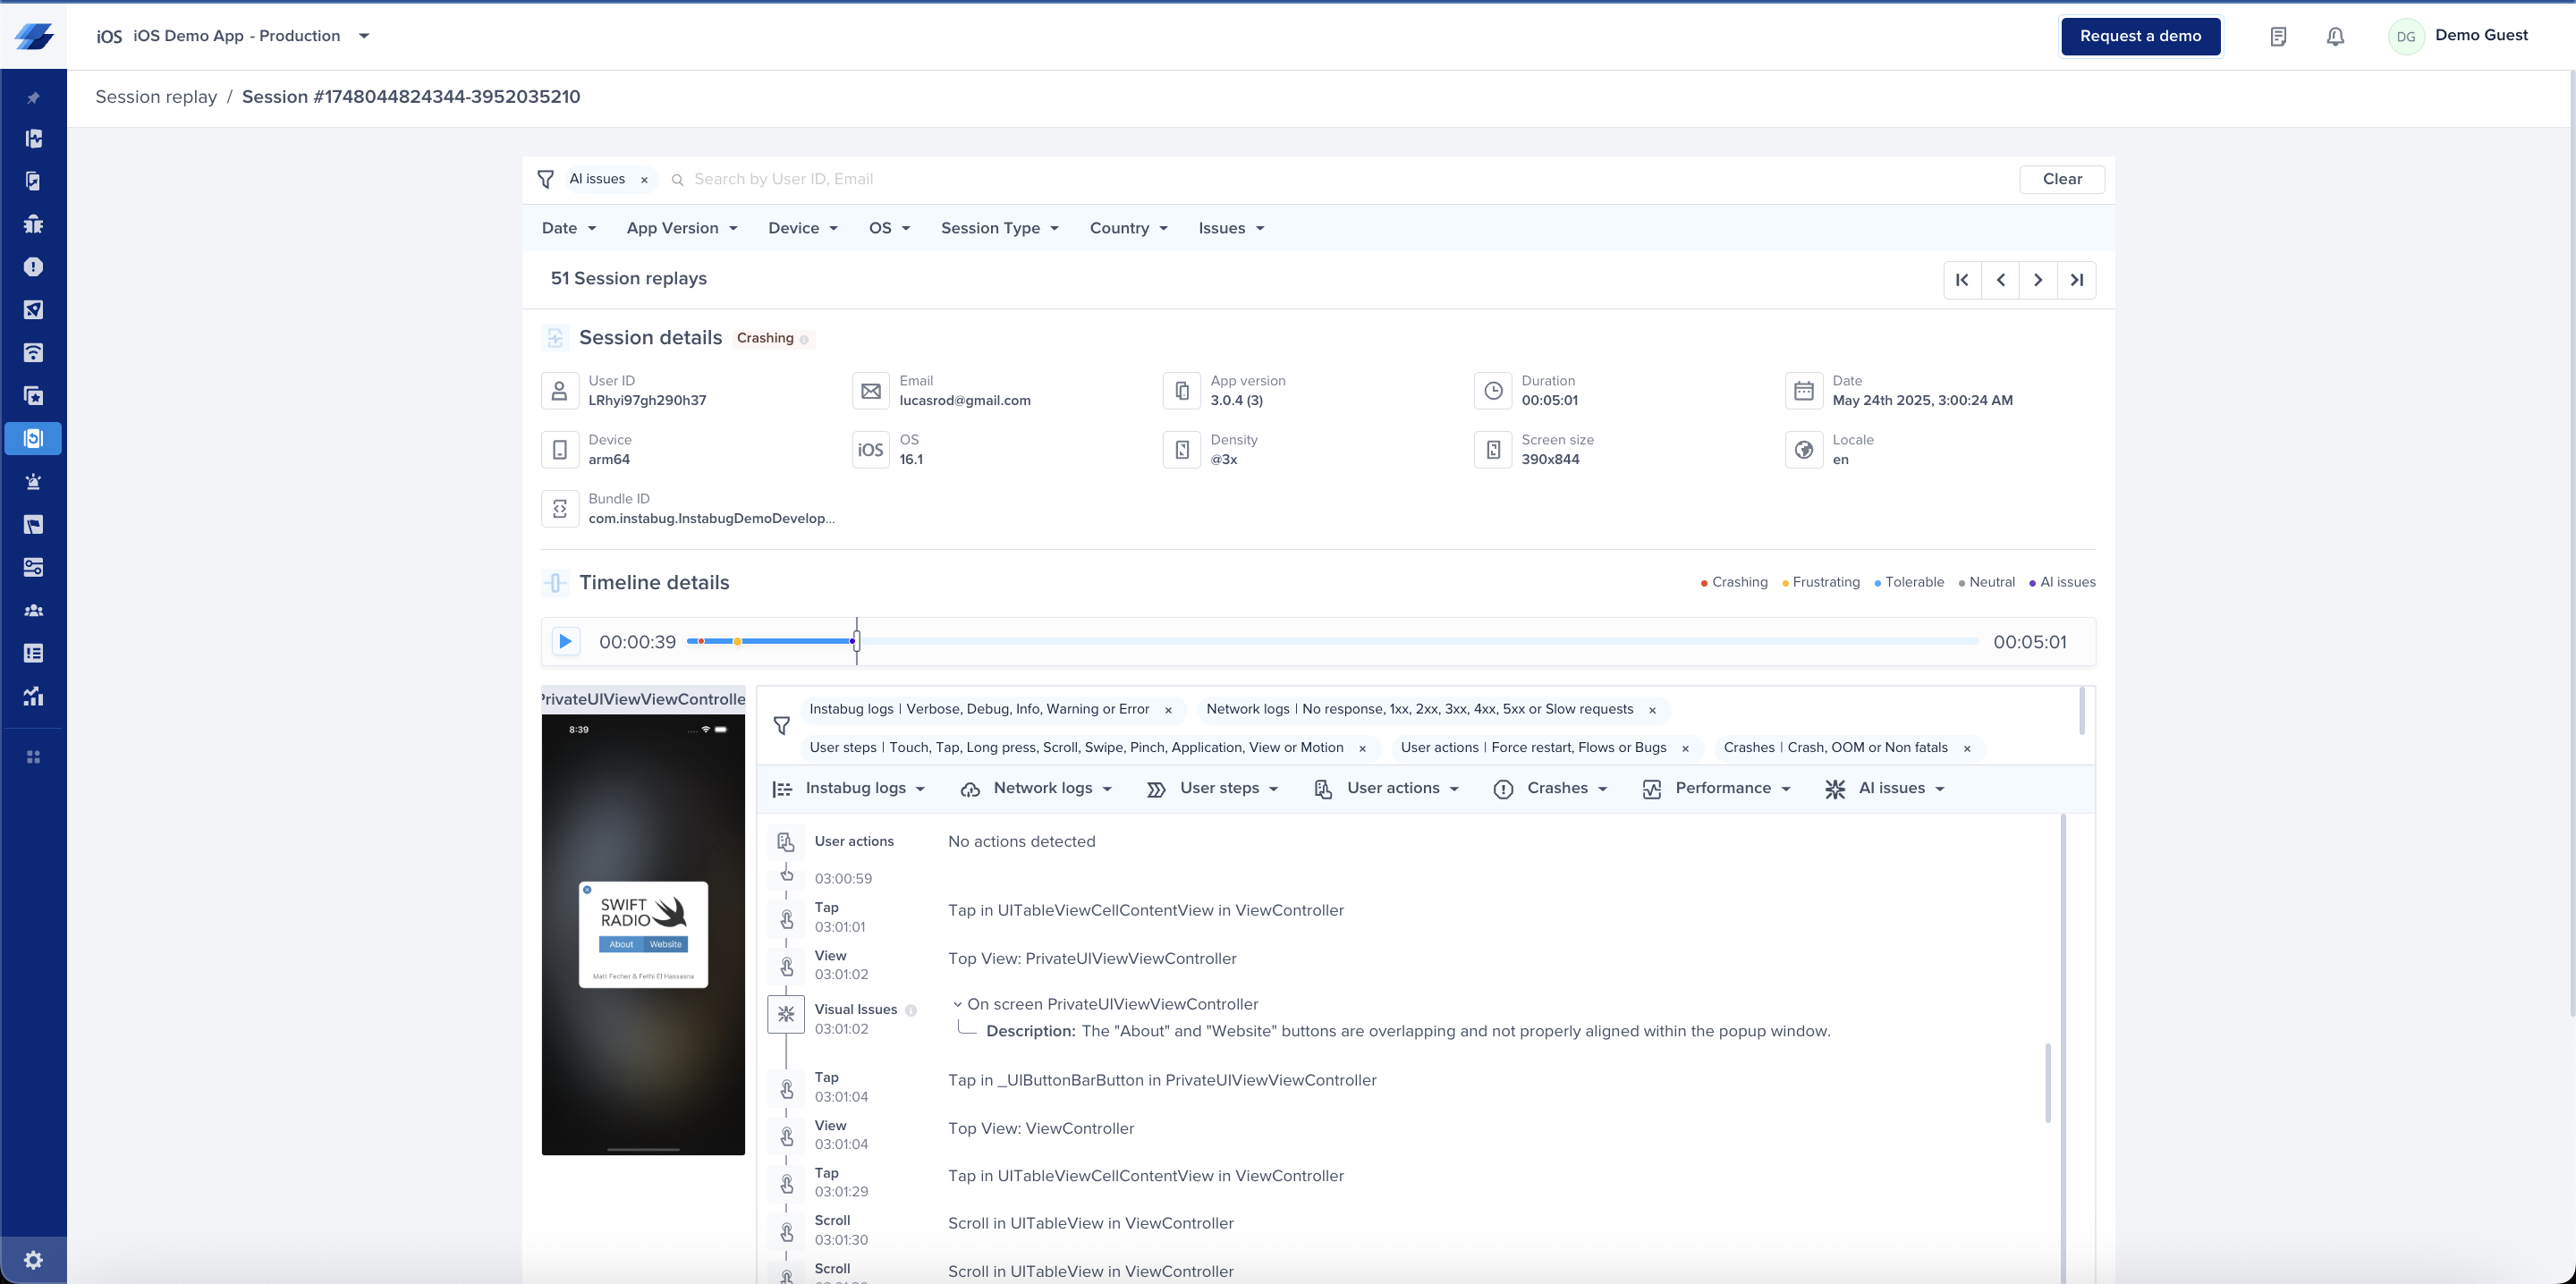 iOS iOS Demo App - Production
Request a demo
DG Demo Guest
Session replay / Session #1748044824344-3952035210
AI issues × Search by User ID, Email
Clear
Date App Version Device OS Session Type Country Issues
51 Session replays
Session details Crashing
User ID
LRhyi97gh290h37
Email
lucasrod@gmail.com
App version
3.0.4 (3)
Duration
00:05:01
Date
May 24th 2025, 3:00:24 AM
Device
arm64
iOS
OS
16.1
Density
@3x
Screen size
390x844
Locale
en
Bundle ID
com.instabug.InstabugDemoDevelop...
Timeline details
Crashing Frustrating Tolerable Neutral AI issues
00:00:39
00:05:01
PrivateUIViewViewControlle
8:39
SWIFT
RADIO
About Website
Matt Fecher & Fethi El Hassasna
Instabug logs | Verbose, Debug, Info, Warning or Error ×
Network logs | No response, 1xx, 2xx, 3xx, 4xx, 5xx or Slow requests ×
User steps | Touch, Tap, Long press, Scroll, Swipe, Pinch, Application, View or Motion ×
User actions | Force restart, Flows or Bugs ×
Crashes | Crash, OOM or Non fatals ×
Instabug logs Network logs User steps User actions Crashes Performance AI issues
User actions No actions detected
03:00:59
Tap
03:01:01
Tap in UITableViewCellContentView in ViewController
View
03:01:02
Top View: PrivateUIViewViewController
Visual Issues
03:01:02
On screen PrivateUIViewViewController
Description: The "About" and "Website" buttons are overlapping and not properly aligned within the popup window.
Tap
03:01:04
Tap in _UIButtonBarButton in PrivateUIViewViewController
View
03:01:04
Top View: ViewController
Tap
03:01:29
Tap in UITableViewCellContentView in ViewController
Scroll
03:01:30
Scroll in UITableView in ViewController
Scroll
Scroll in UITableView in ViewController